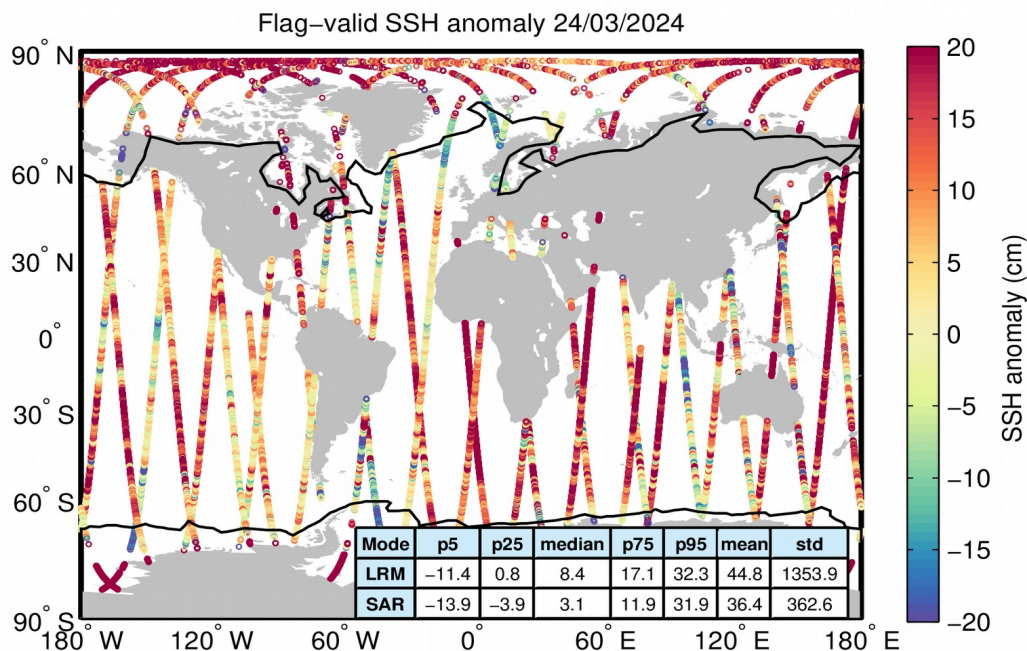 Flag−valid SSH anomaly 24/03/2024
90° N
60° N
30° N
0°
30° S
60° S
90° S
180° W
120° W
60° W
0°
60° E
120° E
180° E
Mode p5 p25 median p75 p95 mean std
LRM −11.4 0.8 8.4 17.1 32.3 44.8 1353.9
SAR −13.9 −3.9 3.1 11.9 31.9 36.4 362.6
20
15
10
5
0
−5
−10
−15
−20
SSH anomaly (cm)